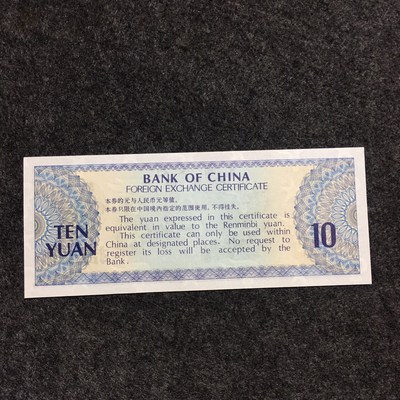 BANK OF CHINA
FOREIGN EXCHANGE CERTIFICATE
本券的元与人民币元等值。
本券只限在中国境内指定的范围使用,不得挂失。
The yuan expressed in this certificate is
equivalent in value to the Renminbi yuan.
This certificate can only be used within
China at designated places. No request to
register its loss will be accepted by the
Bank.
TEN
YUAN
10